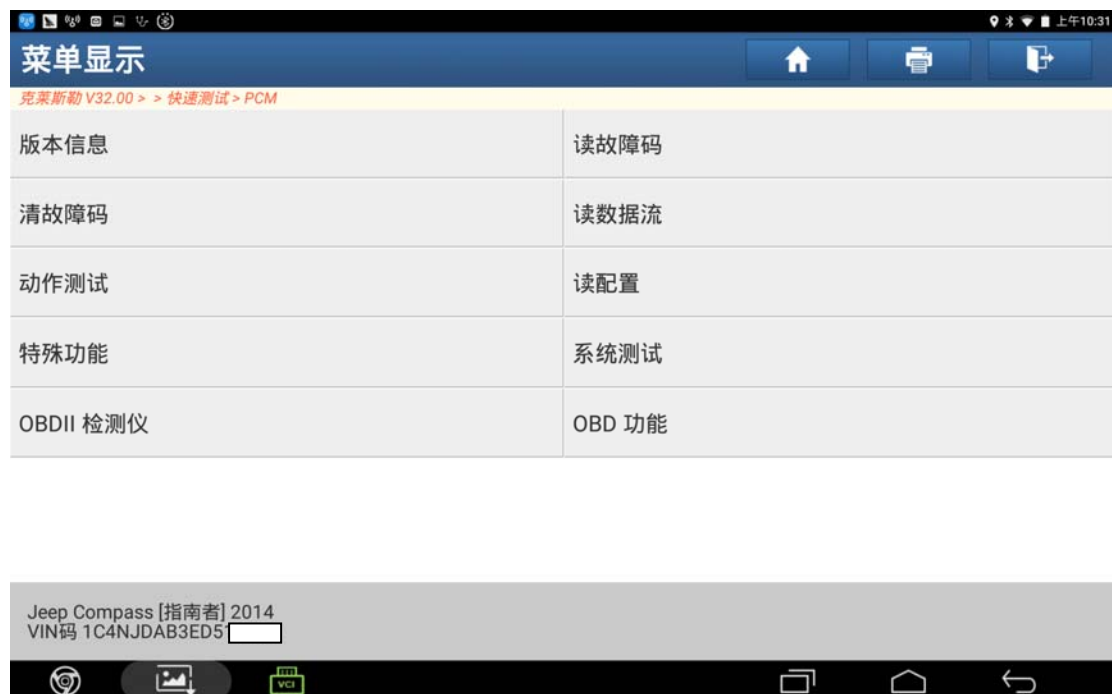 上午10:31
菜单显示
克莱斯勒 V32.00 > > 快速测试 > PCM
版本信息
读故障码
清故障码
读数据流
动作测试
读配置
特殊功能
系统测试
OBDII 检测仪
OBD 功能
Jeep Compass [指南者] 2014
VIN码 1C4NJDAB3ED5
VCI